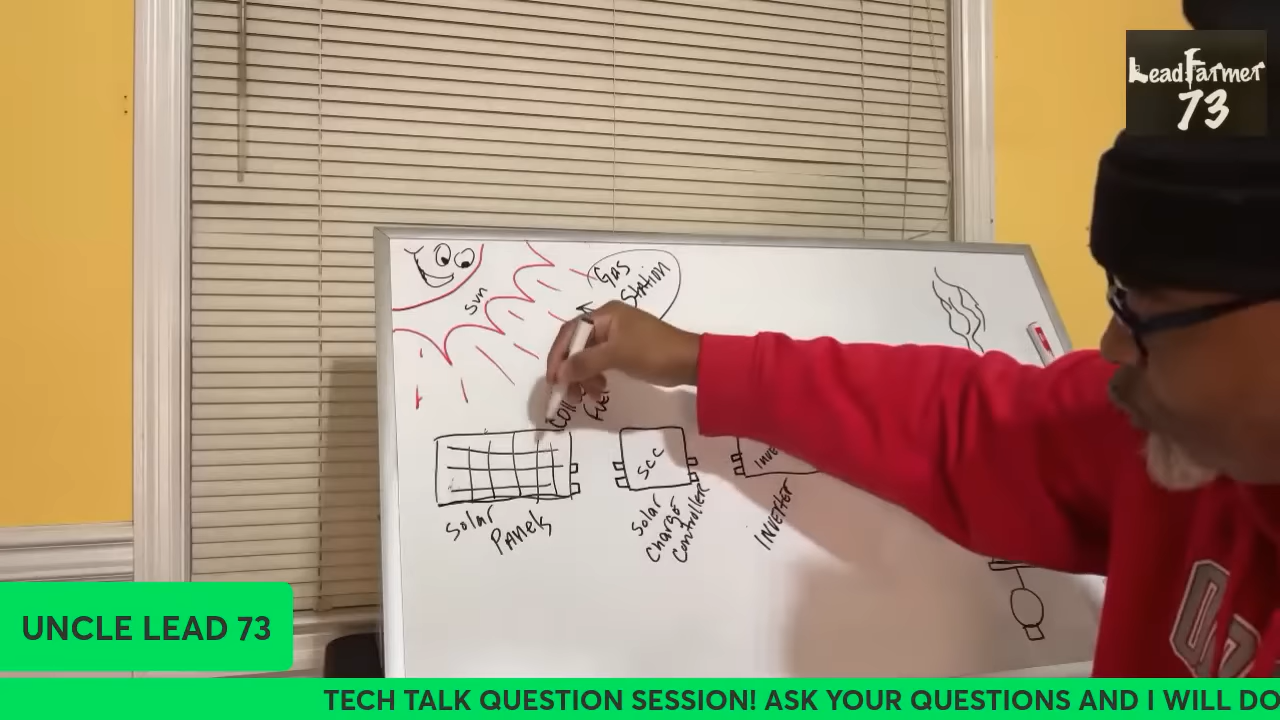 LeadFarmer
73
Gas
Station
sun
Fuel
SCC
Solar
Panels
Solar
Charge
Controller
Inverter
UNCLE LEAD 73
TECH TALK QUESTION SESSION! ASK YOUR QUESTIONS AND I WILL DO